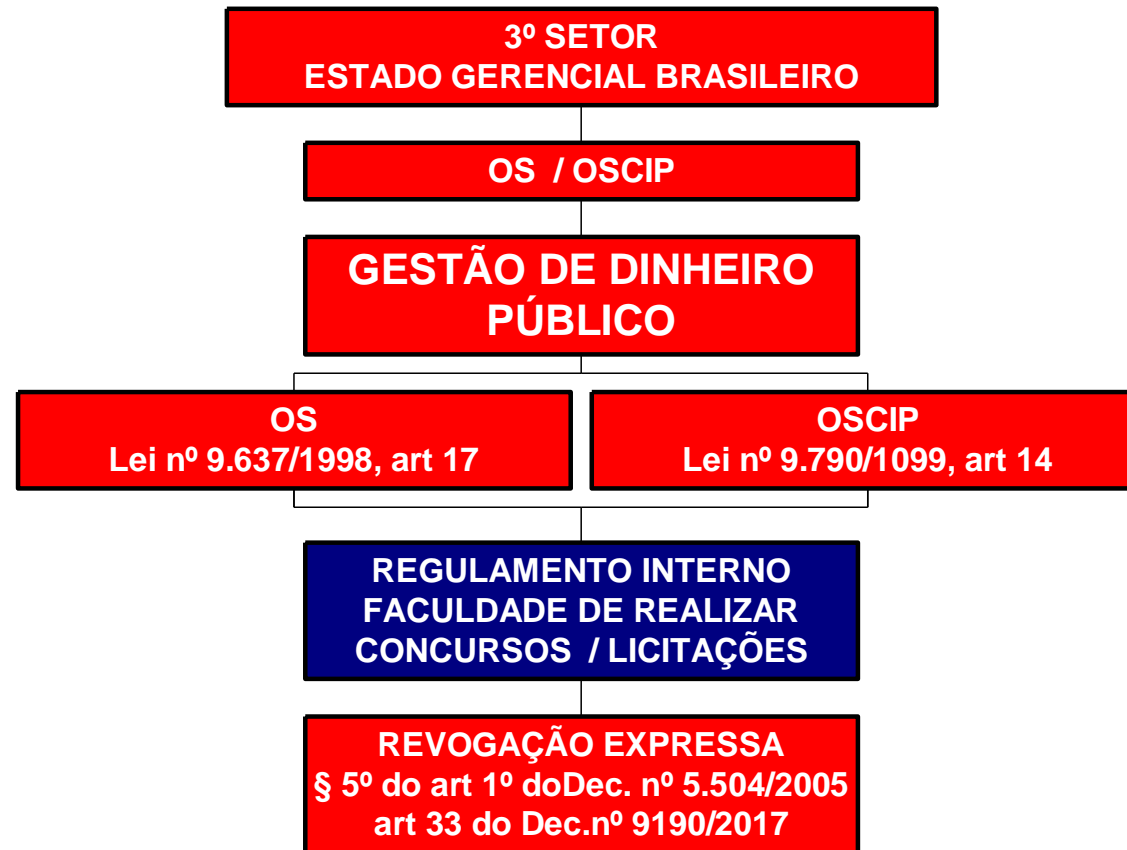 3º SETOR
ESTADO GERENCIAL BRASILEIRO
OS / OSCIP
GESTÃO DE DINHEIRO
PÚBLICO
OS
Lei nº 9.637/1998, art 17
OSCIP
Lei nº 9.790/1099, art 14
REGULAMENTO INTERNO
FACULDADE DE REALIZAR
CONCURSOS / LICITAÇÕES
REVOGAÇÃO EXPRESSA
§ 5º do art 1º doDec. nº 5.504/2005
art 33 do Dec.nº 9190/2017